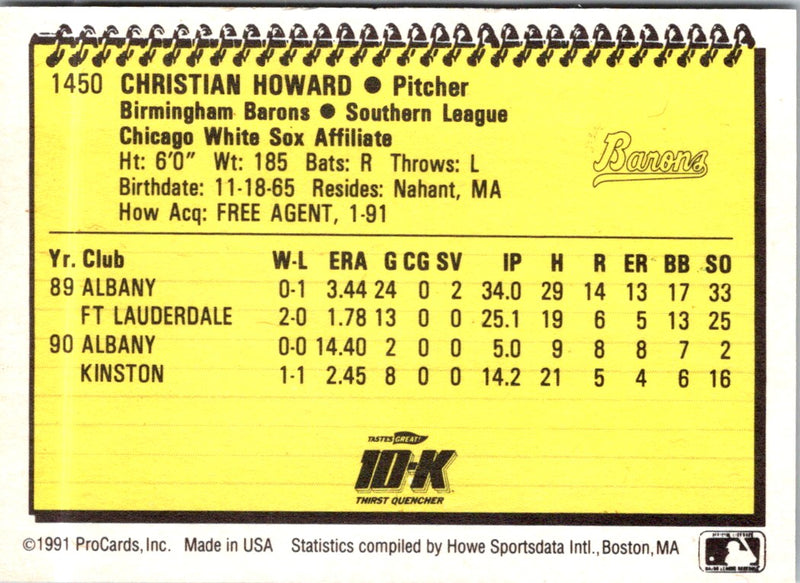 1450 CHRISTIAN HOWARD ● Pitcher
Birmingham Barons ● Southern League
Chicago White Sox Affiliate
Ht: 6'0" Wt: 185 Bats: R Throws: L
Birthdate: 11-18-65 Resides: Nahant, MA
How Acq: FREE AGENT, 1-91
Barons
Yr. Club W-L ERA G CG SV IP H R ER BB SO
89 ALBANY 0-1 3.44 24 0 2 34.0 29 14 13 17 33
FT LAUDERDALE 2-0 1.78 13 0 0 25.1 19 6 5 13 25
90 ALBANY 0-0 14.40 2 0 0 5.0 9 8 8 7 2
KINSTON 1-1 2.45 8 0 0 14.2 21 5 4 6 16
TASTES GREAT!
10-K
THIRST QUENCHER
©1991 ProCards, Inc. Made in USA Statistics compiled by Howe Sportsdata Intl., Boston, MA